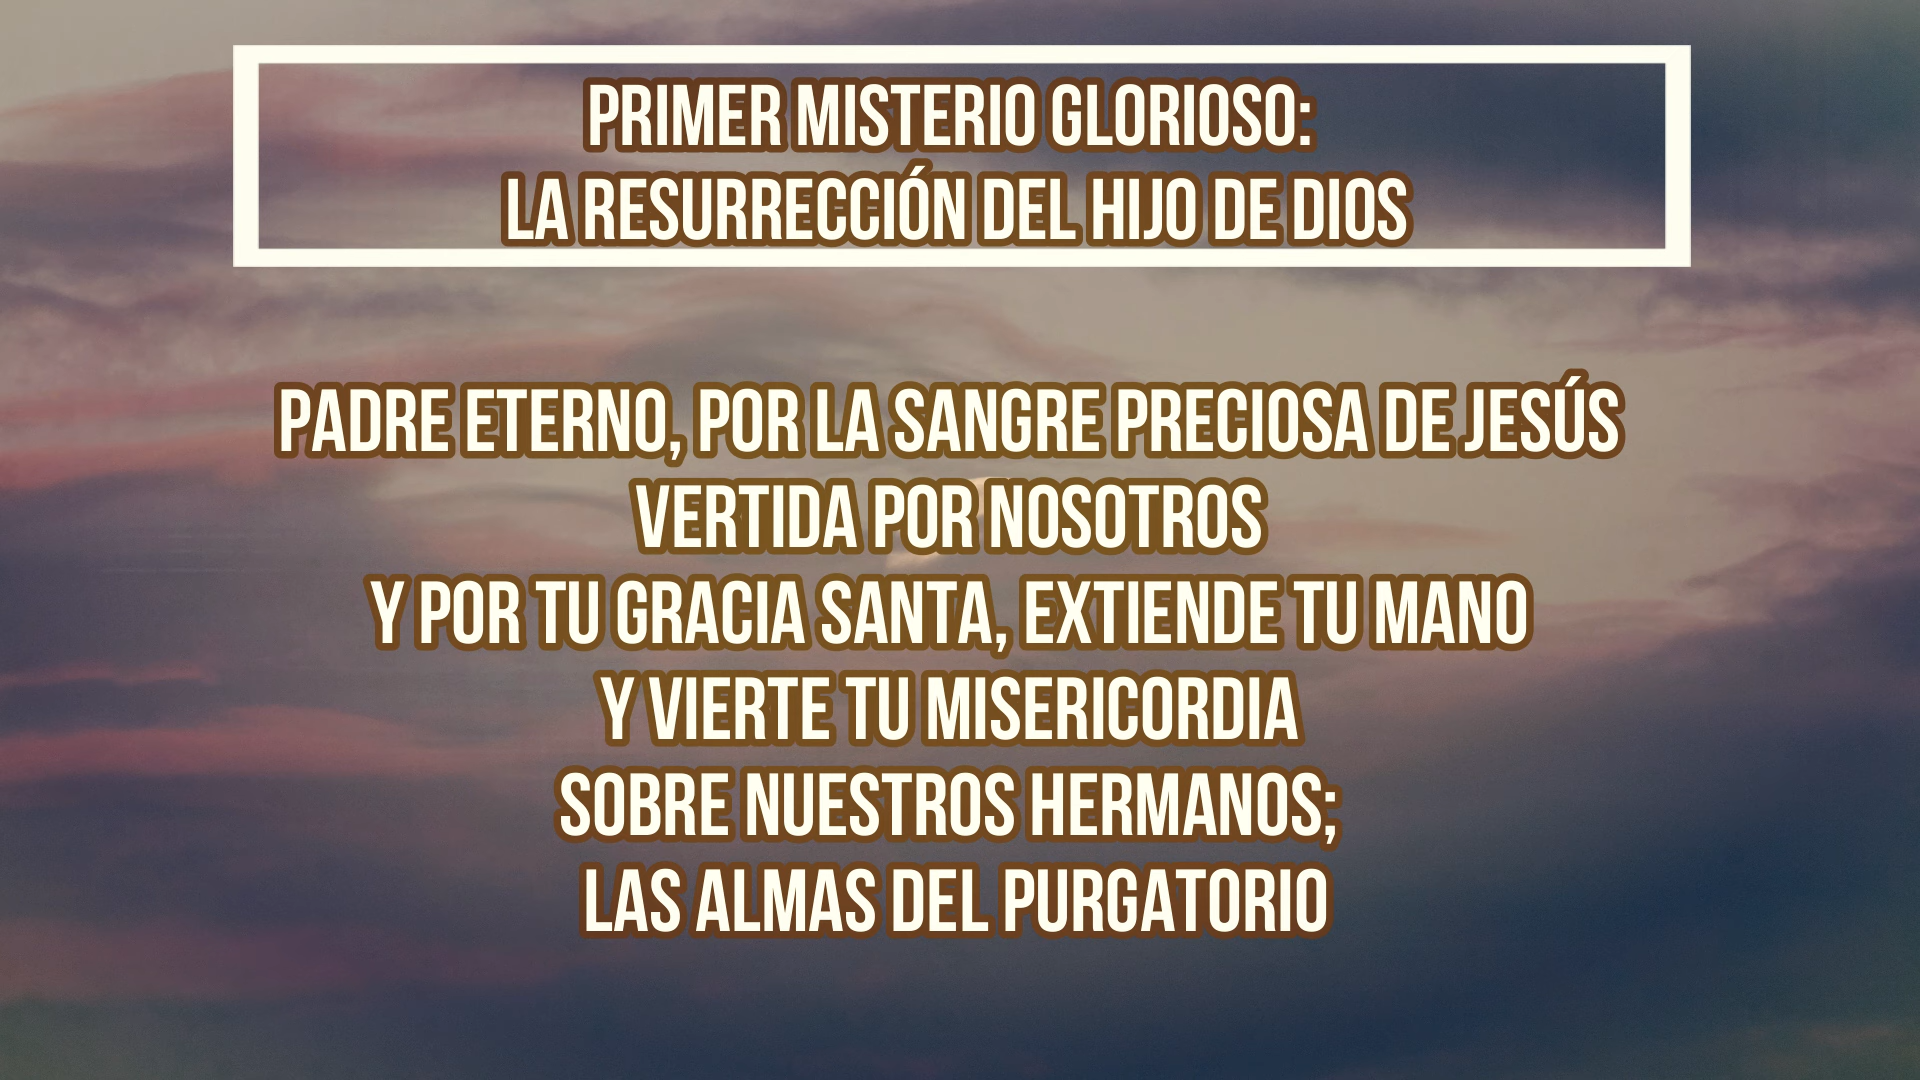 PRIMER MISTERIO GLORIOSO:
LA RESURRECCIÓN DEL HIJO DE DIOS
PADRE ETERNO, POR LA SANGRE PRECIOSA DE JESÚS
VERTIDA POR NOSOTROS
Y POR TU GRACIA SANTA, EXTIENDE TU MANO
Y VIERTE TU MISERICORDIA
SOBRE NUESTROS HERMANOS;
LAS ALMAS DEL PURGATORIO